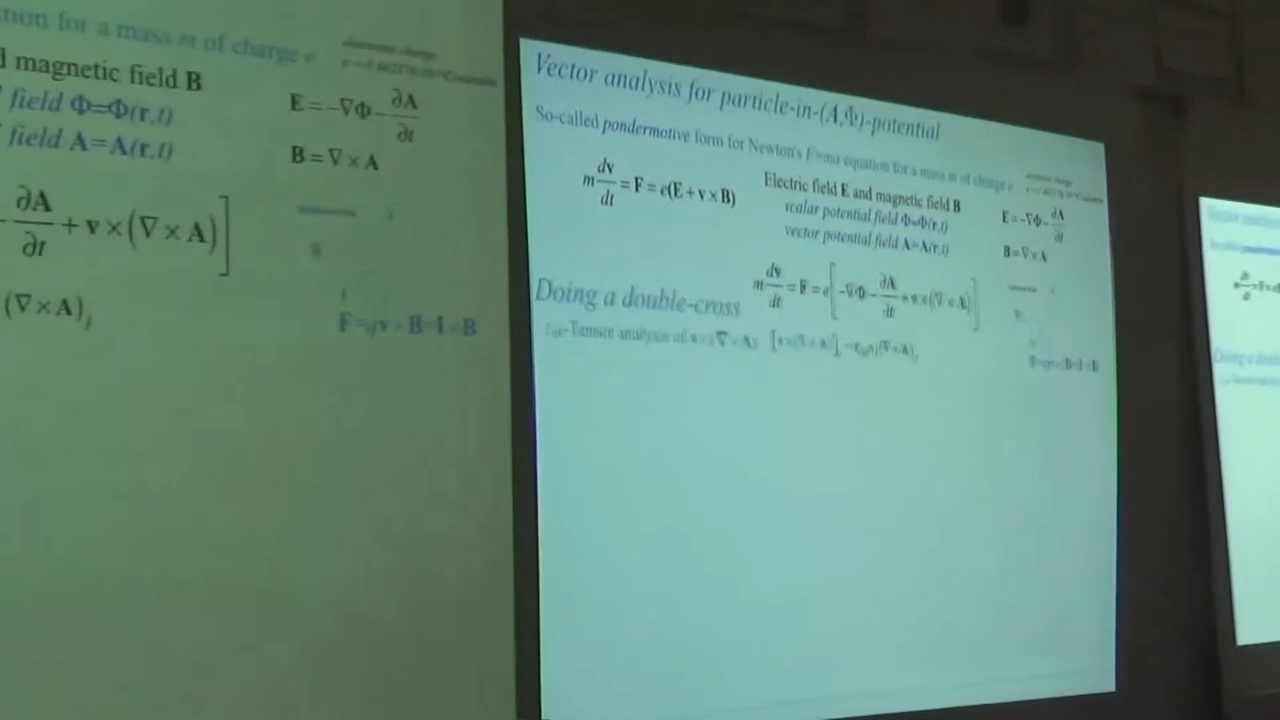 tion for a mass m of charge e
magnetic field B
field Φ=Φ(r,t)
field A=A(r,t)
E = −∇Φ − ∂A/∂t
B = ∇×A
∂A/∂t + v×(∇×A)]
(∇×A)j
F=qv×B=I×B
Vector analysis for particle-in-(A,Φ)-potential
So-called pondermotive form for Newton's F=ma equation for a mass m of charge e
m dv/dt = F = e(E + v×B)
Electric field E and magnetic field B
scalar potential field Φ=Φ(r,t)
vector potential field A=A(r,t)
E = −∇Φ − ∂A/∂t
B = ∇×A
Doing a double-cross
m dv/dt = F = e[−∇Φ − ∂A/∂t + v×(∇×A)]
Tensor analysis of v×(∇×A)